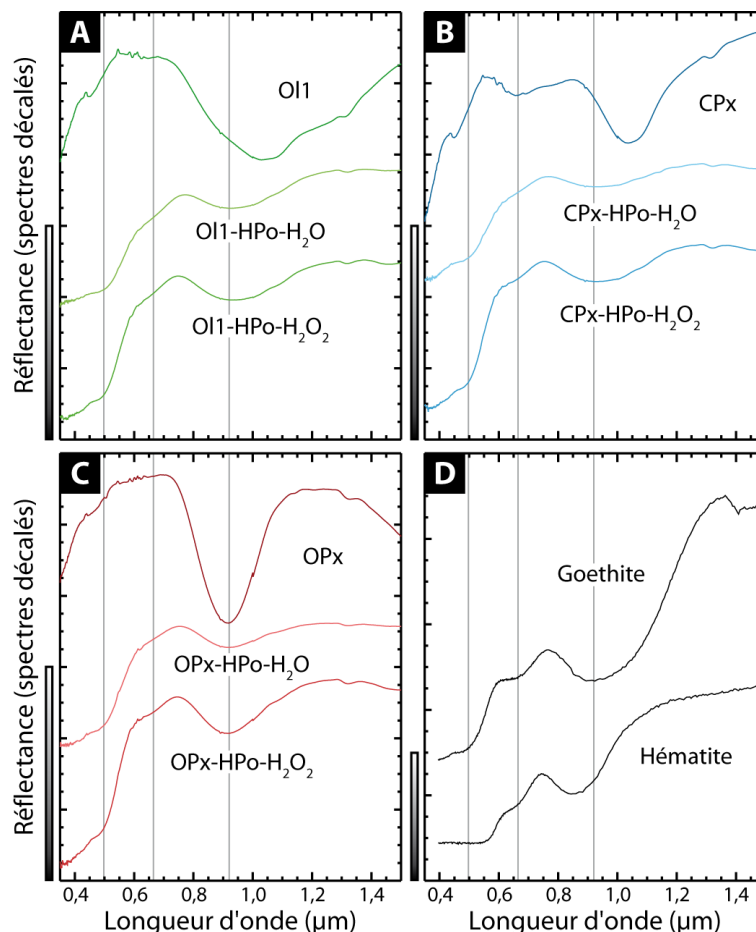 A
Ol1
Ol1-HPo-H₂O
Ol1-HPo-H₂O₂
Réflectance (spectres décalés)
B
CPx
CPx-HPo-H₂O
CPx-HPo-H₂O₂
C
OPx
OPx-HPo-H₂O
OPx-HPo-H₂O₂
Réflectance (spectres décalés)
0,4 0,6 0,8 1,0 1,2 1,4
Longueur d'onde (µm)
D
Goethite
Hématite
0,4 0,6 0,8 1,0 1,2 1,4
Longueur d'onde (µm)